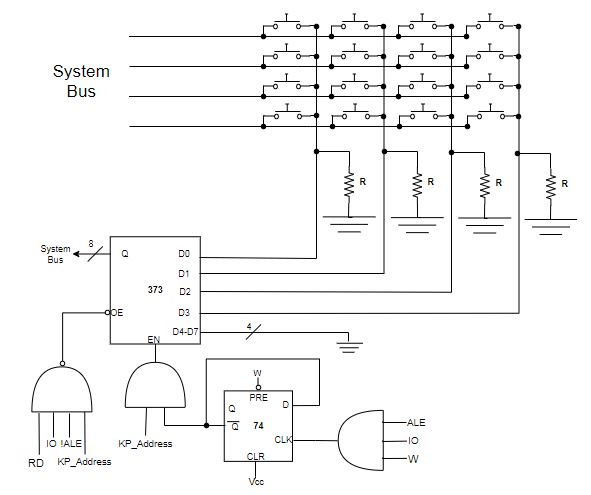 System
Bus
R
R
R
R
System
Bus
8
Q
D0
D1
373
D2
OE
D3
D4-D7
4
EN
W
PRE
Q
D
Q
74
CLK
CLR
Vcc
KP_Address
ALE
IO
W
IO !ALE
RD
KP_Address